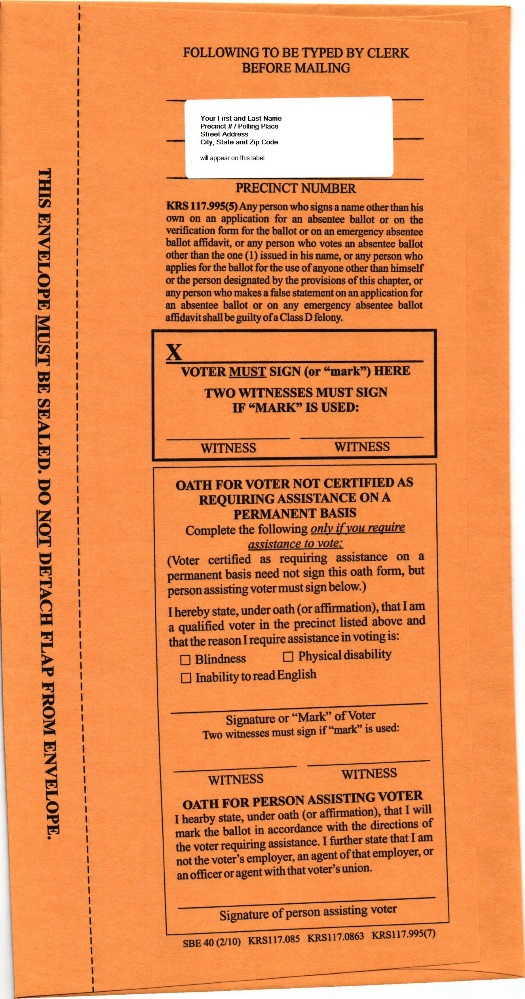 FOLLOWING TO BE TYPED BY CLERK
BEFORE MAILING
Your First and Last Name
Precinct # / Polling Place
Street Address
City, State and Zip Code
will appear on this label
PRECINCT NUMBER
KRS 117.995(5) Any person who signs a name other than his
own on an application for an absentee ballot or on the
verification form for the ballot or on an emergency absentee
ballot affidavit, or any person who votes an absentee ballot
other than the one (1) issued in his name, or any person who
applies for the ballot for the use of anyone other than himself
or the person designated by the provisions of this chapter, or
any person who makes a false statement on an application for
an absentee ballot or on any emergency absentee ballot
affidavit shall be guilty of a Class D felony.
X
VOTER MUST SIGN (or “mark”) HERE
TWO WITNESSES MUST SIGN
IF “MARK” IS USED:
WITNESS WITNESS
OATH FOR VOTER NOT CERTIFIED AS
REQUIRING ASSISTANCE ON A
PERMANENT BASIS
Complete the following only if you require
assistance to vote:
(Voter certified as requiring assistance on a
permanent basis need not sign this oath form, but
person assisting voter must sign below.)
I hereby state, under oath (or affirmation), that I am
a qualified voter in the precinct listed above and
that the reason I require assistance in voting is:
☐ Blindness ☐ Physical disability
☐ Inability to read English
Signature or “Mark” of Voter
Two witnesses must sign if “mark” is used:
WITNESS WITNESS
OATH FOR PERSON ASSISTING VOTER
I hearby state, under oath (or affirmation), that I will
mark the ballot in accordance with the directions of
the voter requiring assistance. I further state that I am
not the voter's employer, an agent of that employer, or
an officer or agent with that voter's union.
Signature of person assisting voter
SBE 40 (2/10) KRS117.085 KRS117.0863 KRS117.995(7)
THIS ENVELOPE MUST BE SEALED. DO NOT DETACH FLAP FROM ENVELOPE.